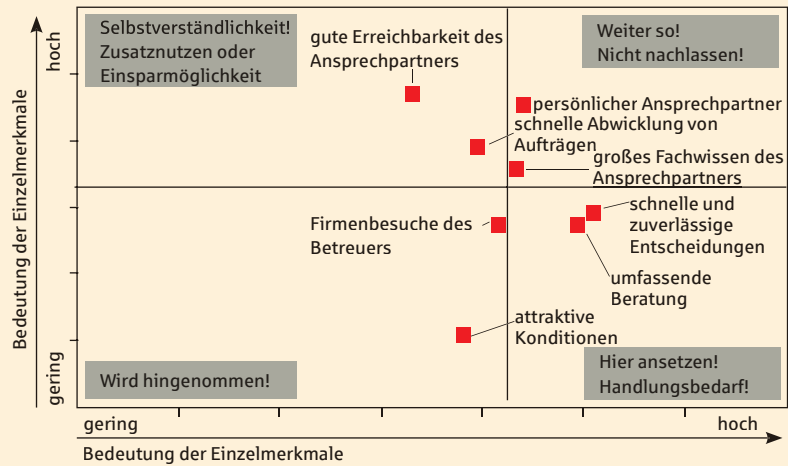 Selbstverständlichkeit!
Zusatznutzen oder
Einsparmöglichkeit
Weiter so!
Nicht nachlassen!
gute Erreichbarkeit des
Ansprechpartners
persönlicher Ansprechpartner
schnelle Abwicklung von
Aufträgen
großes Fachwissen des
Ansprechpartners
Firmenbesuche des
Betreuers
schnelle und
zuverlässige
Entscheidungen
umfassende
Beratung
attraktive
Konditionen
Wird hingenommen!
Hier ansetzen!
Handlungsbedarf!
hoch
Bedeutung der Einzelmerkmale
gering
gering
hoch
Bedeutung der Einzelmerkmale